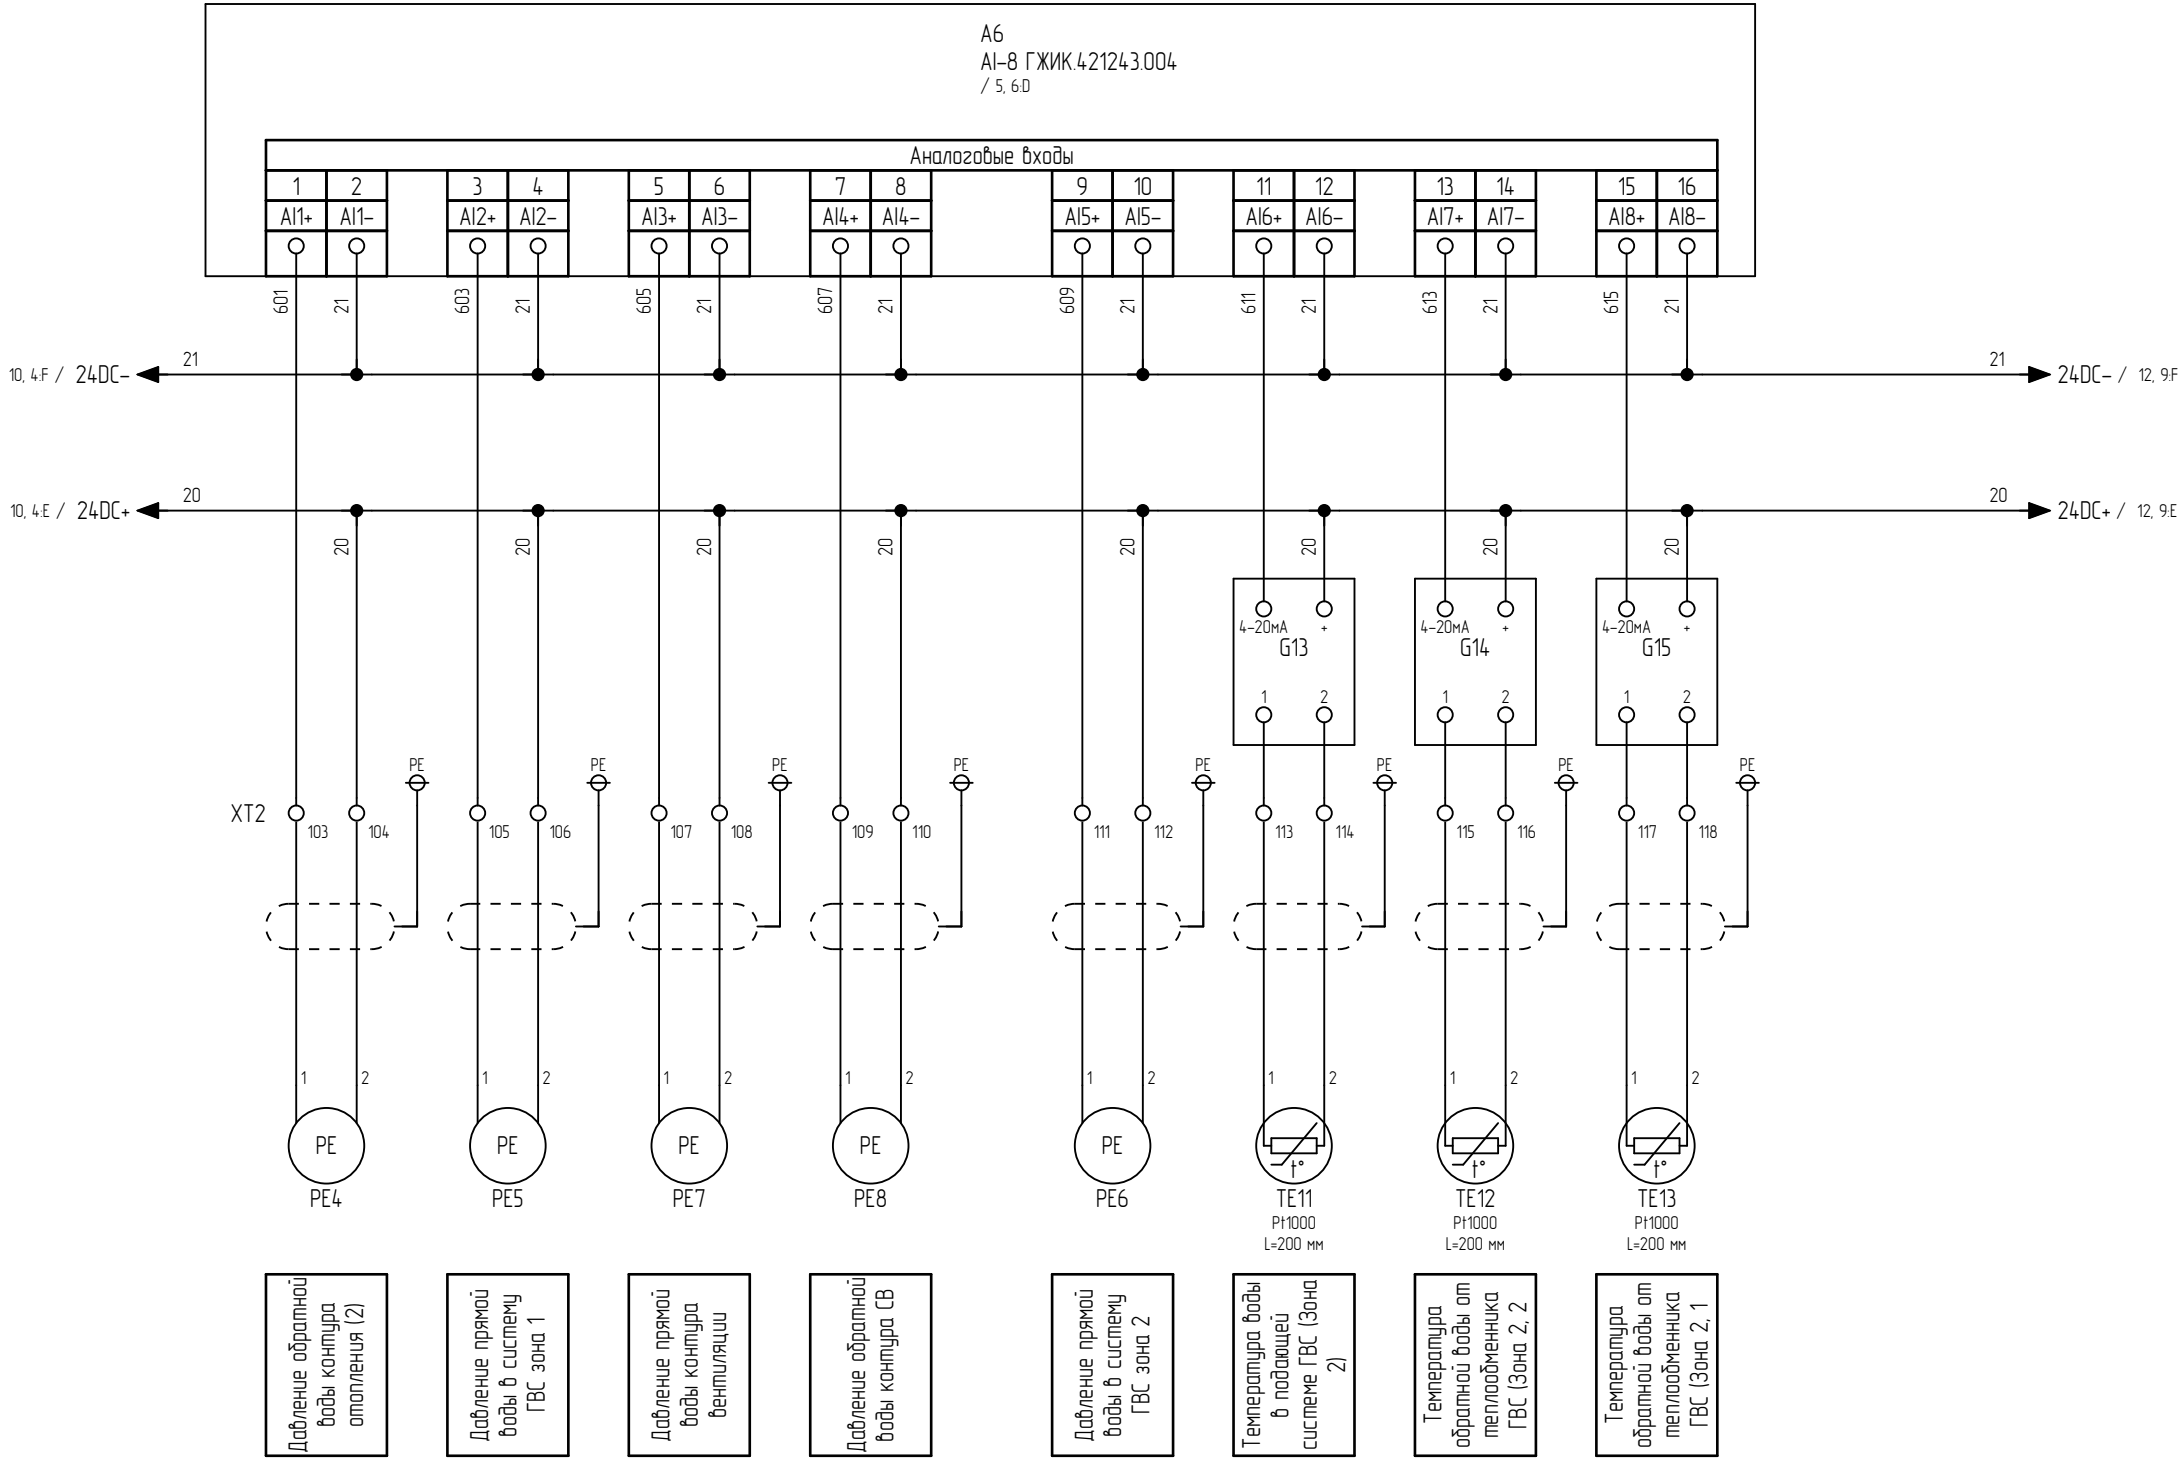 A6
AI-8 ГЖИК.421243.004
/ 5, 6:D
Аналоговые входы
1 2 3 4 5 6 7 8 9 10 11 12 13 14 15 16
AI1+ AI1- AI2+ AI2- AI3+ AI3- AI4+ AI4- AI5+ AI5- AI6+ AI6- AI7+ AI7- AI8+ AI8-
601 21 603 21 605 21 607 21 609 21 611 21 613 21 615 21
21 21
10, 4:F / 24DC- 24DC- / 12, 9:F
20 20
10, 4:E / 24DC+ 24DC+ / 12, 9:E
20 20 20 20 20 20 20 20
4-20мА + 4-20мА + 4-20мА +
G13 G14 G15
1 2 1 2 1 2
PE PE PE PE PE PE PE PE
XT2
103 104 105 106 107 108 109 110 111 112 113 114 115 116 117 118
1 2 1 2 1 2 1 2 1 2 1 2 1 2 1 2
PE PE PE PE PE
t° t° t°
PE4 PE5 PE7 PE8 PE6 TE11 TE12 TE13
Pt1000 Pt1000 Pt1000
L=200 мм L=200 мм L=200 мм
Давление обратной
воды контура
отопления (2)
Давление прямой
воды в систему
ГВС зона 1
Давление прямой
воды контура
вентиляции
Давление обратной
воды контура СВ
Давление прямой
воды в систему
ГВС зона 2
Температура воды
в подающей
системе ГВС (Зона
2)
Температура
обратной воды от
теплообменника
ГВС (Зона 2, 2
Температура
обратной воды от
теплообменника
ГВС (Зона 2, 1